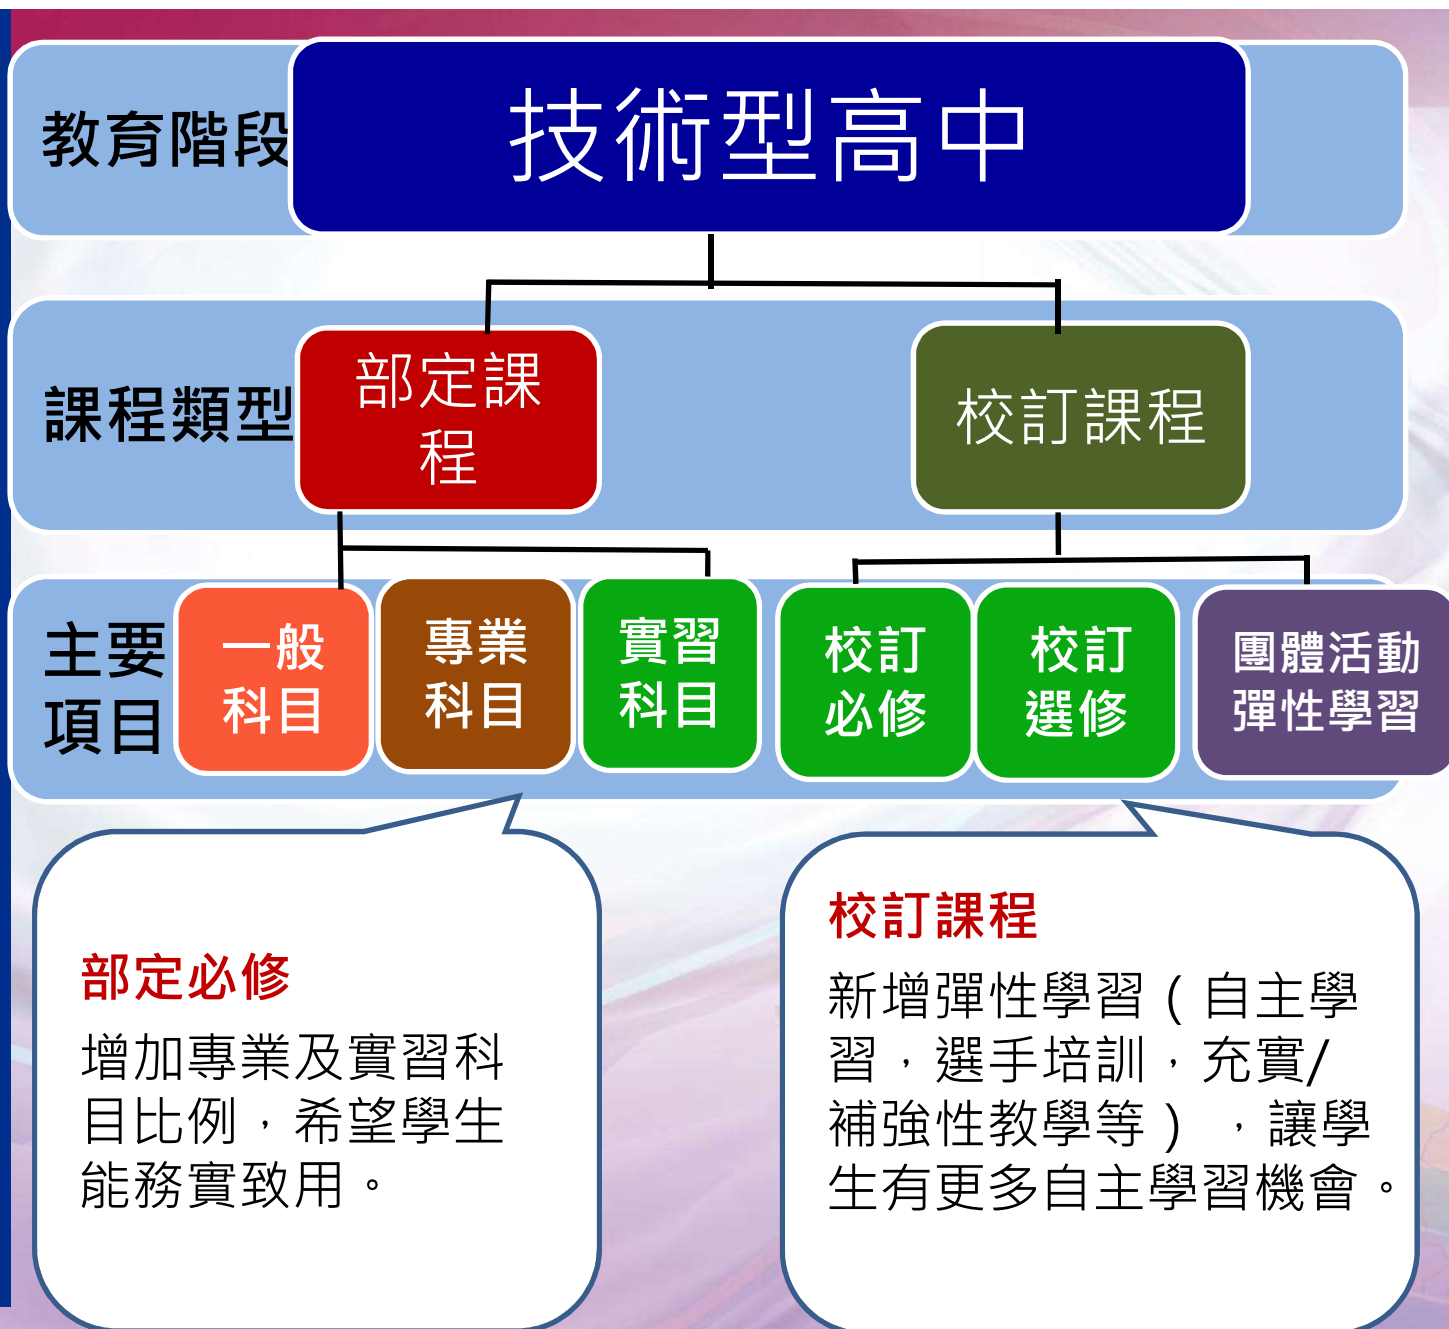 教育階段
技術型高中
課程類型
部定課
程
校訂課程
主要
項目
一般
科目
專業
科目
實習
科目
校訂
必修
校訂
選修
團體活動
彈性學習
部定必修
增加專業及實習科
目比例，希望學生
能務實致用。
校訂課程
新增彈性學習（自主學
習，選手培訓，充實/
補強性教學等），讓學
生有更多自主學習機會。